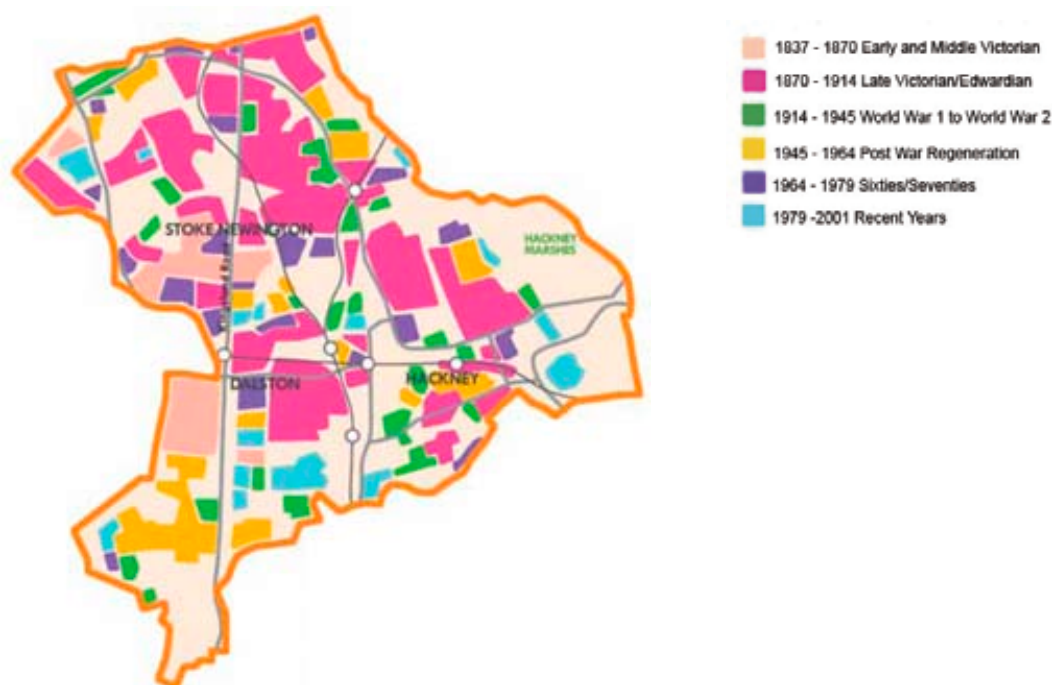 1837 - 1870 Early and Middle Victorian
1870 - 1914 Late Victorian/Edwardian
1914 - 1945 World War 1 to World War 2
1945 - 1964 Post War Regeneration
1964 - 1979 Sixties/Seventies
1979 -2001 Recent Years
STOKE NEWINGTON
HACKNEY
MARSHES
DALSTON
HACKNEY